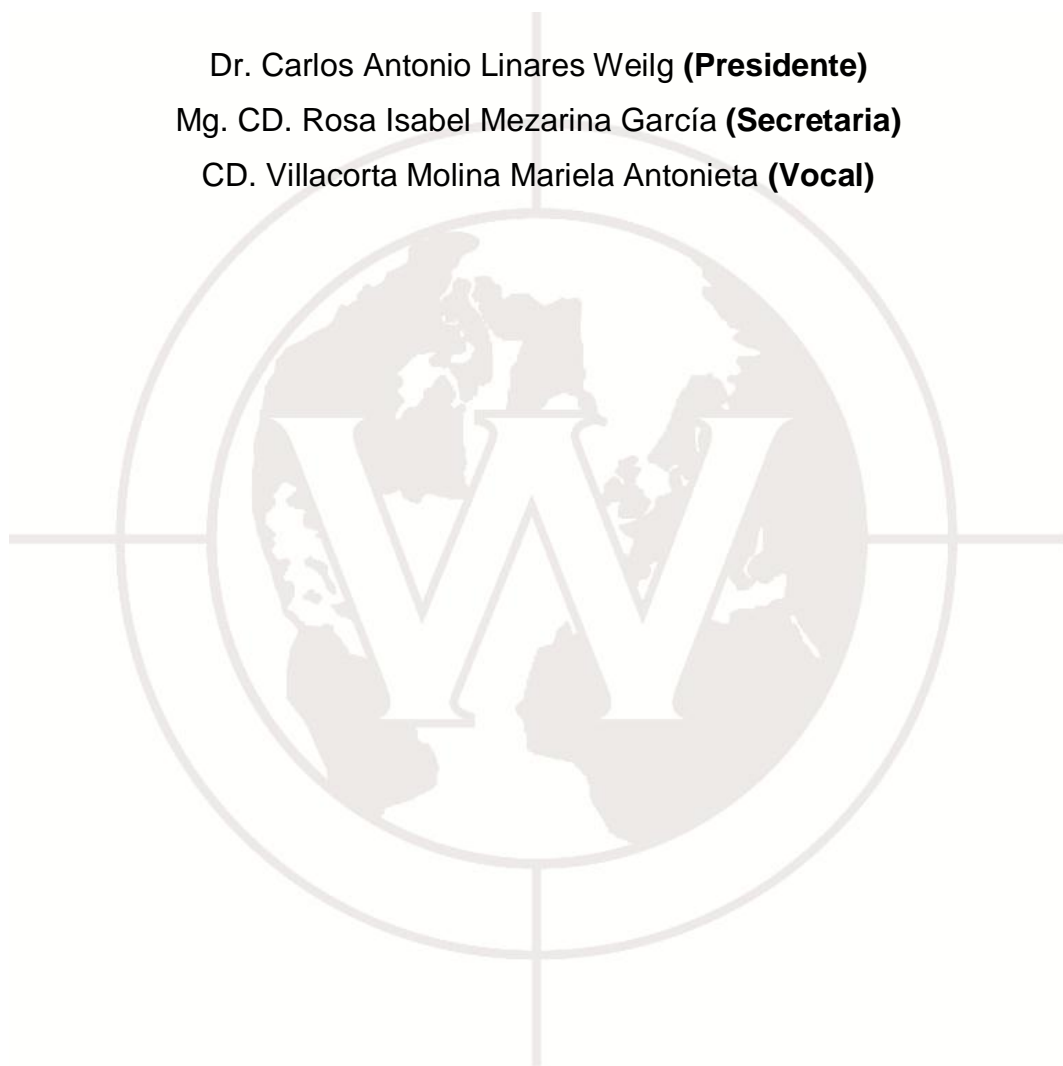 Dr. Carlos Antonio Linares Weilg (Presidente)
Mg. CD. Rosa Isabel Mezarina García (Secretaria)
CD. Villacorta Molina Mariela Antonieta (Vocal)
W